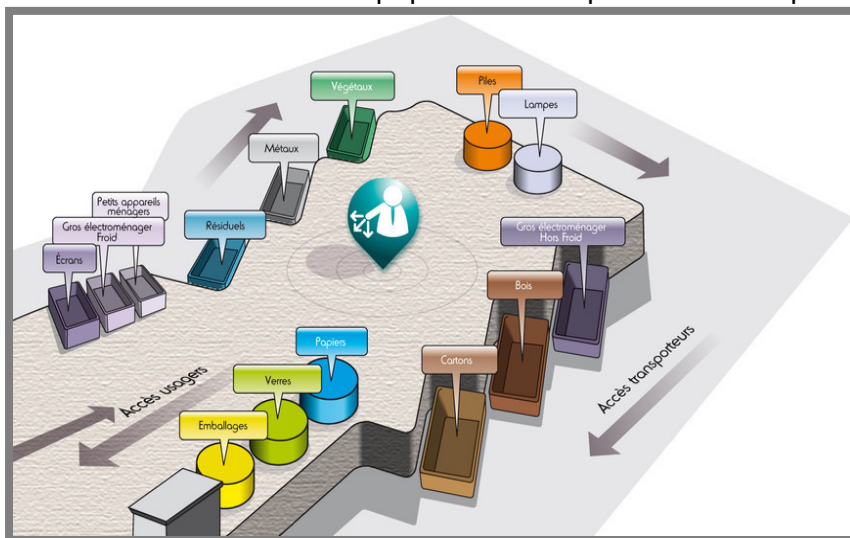 Végétaux
Piles
Lampes
Métaux
Petits appareils
ménagers
Gros électroménager
Froid
Écrans
Résiduels
Gros électroménager
Hors Froid
Bois
Cartons
Papiers
Verres
Emballages
Accès usagers
Accès transporteurs